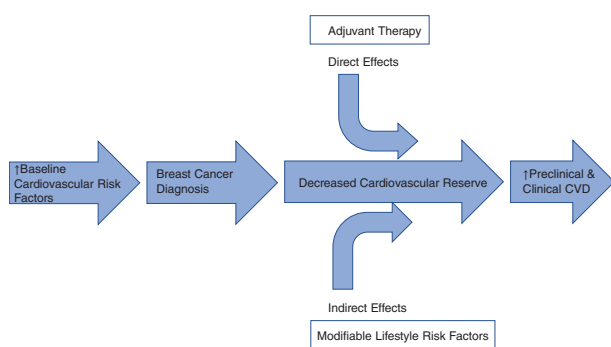 Adjuvant Therapy
Direct Effects
↑Baseline
Cardiovascular Risk
Factors
Breast Cancer
Diagnosis
Decreased Cardiovascular Reserve
↑Preclinical &
Clinical CVD
Indirect Effects
Modifiable Lifestyle Risk Factors